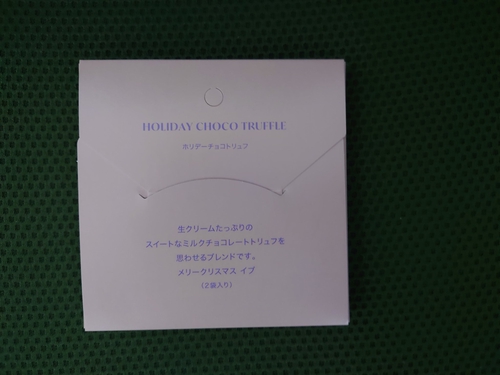 HOLIDAY CHOCO TRUFFLE
ホリデーチョコトリュフ
生クリームたっぷりの
スイートなミルクチョコレートトリュフを
思わせるブレンドです。
メリークリスマス イブ
(2袋入り)